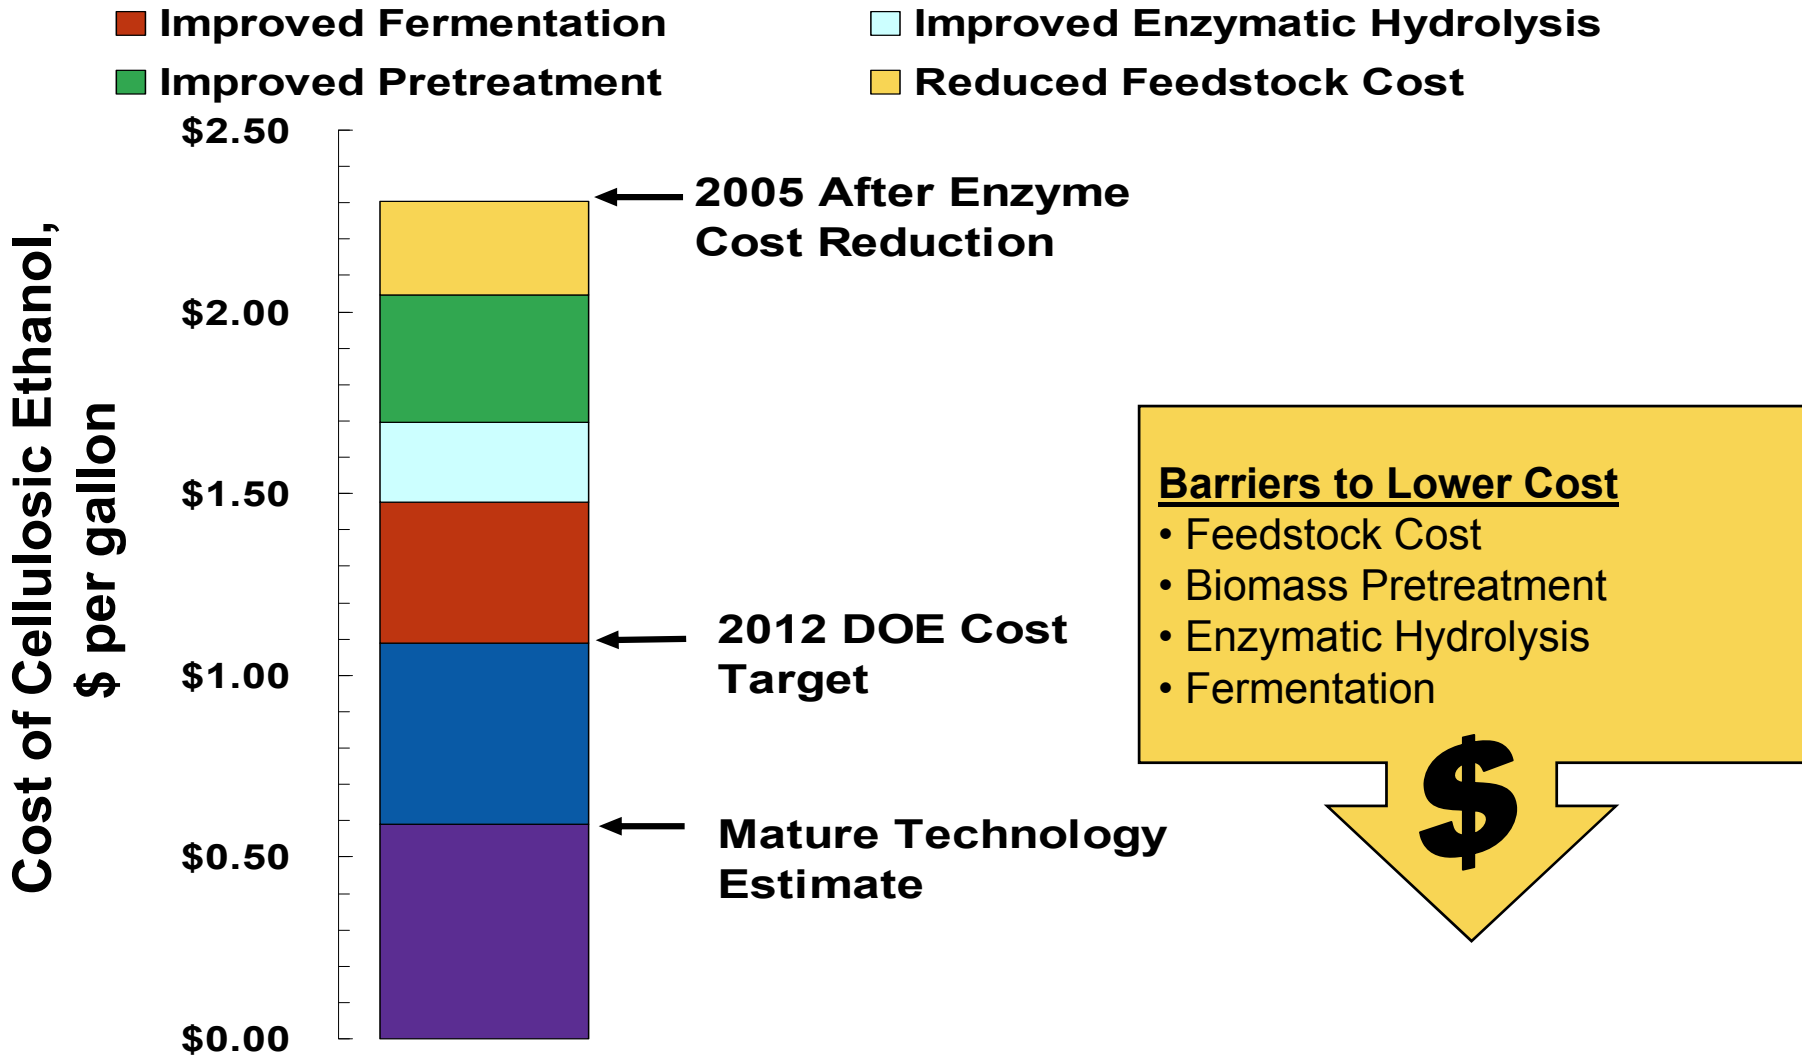 Improved Fermentation
Improved Enzymatic Hydrolysis
Improved Pretreatment
Reduced Feedstock Cost
Cost of Cellulosic Ethanol,
$ per gallon
$2.50
$2.00
$1.50
$1.00
$0.50
$0.00
2005 After Enzyme
Cost Reduction
2012 DOE Cost
Target
Mature Technology
Estimate
Barriers to Lower Cost
• Feedstock Cost
• Biomass Pretreatment
• Enzymatic Hydrolysis
• Fermentation
$